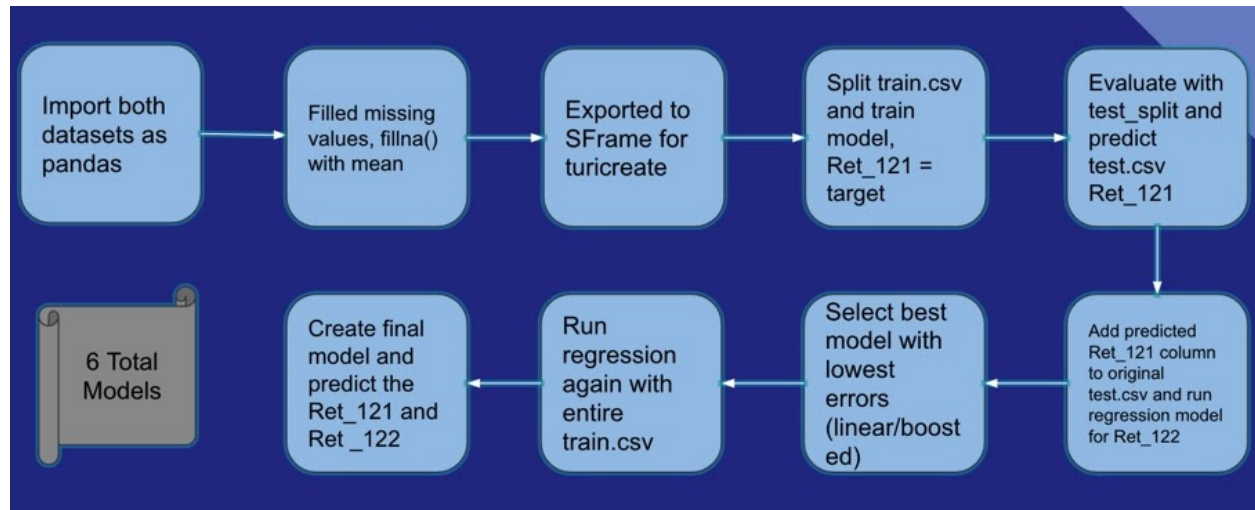 Import both
datasets as
pandas
Filled missing
values, fillna()
with mean
Exported to
SFrame for
turicreate
Split train.csv
and train
model,
Ret_121 =
target
Evaluate with
test_split and
predict
test.csv
Ret_121
Add predicted
Ret_121 column
to original
test.csv and run
regression model
for Ret_122
Select best
model with
lowest
errors
(linear/boost
ed)
Run
regression
again with
entire
train.csv
Create final
model and
predict the
Ret_121 and
Ret _122
6 Total
Models